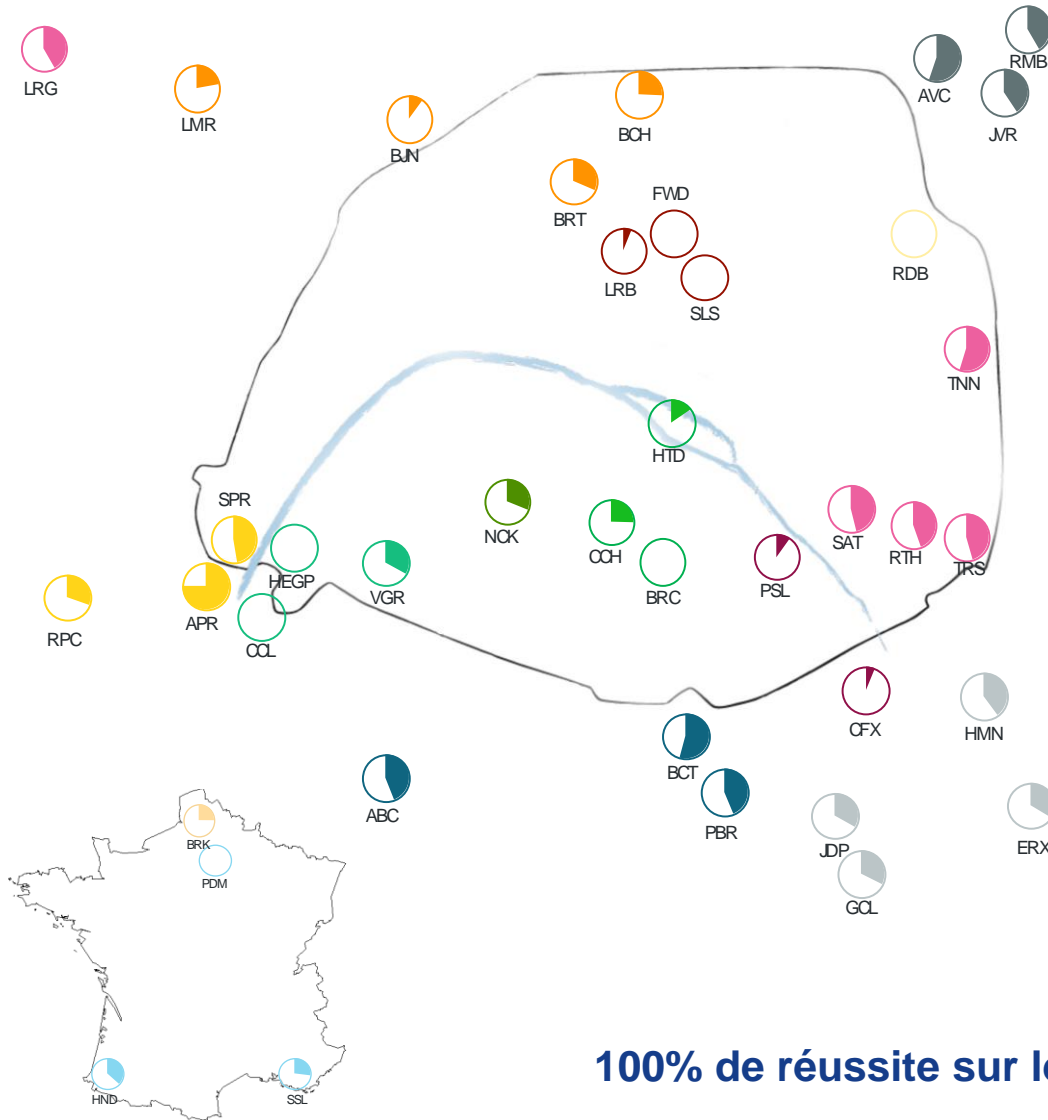 RMB
LRG
AVC
JVR
LMR
BCH
BJN
FWD
BRT
RDB
LRB
SLS
TNN
HTD
SPR
NCK
SAT
CCH
RTH
HEGP
VGR
BRC
PSL
TRS
APR
RPC
CCL
CFX
HMN
BCT
ABC
PBR
BRK
JDP
ERX
PDM
GCL
100% de réussite sur le
HND
SSL